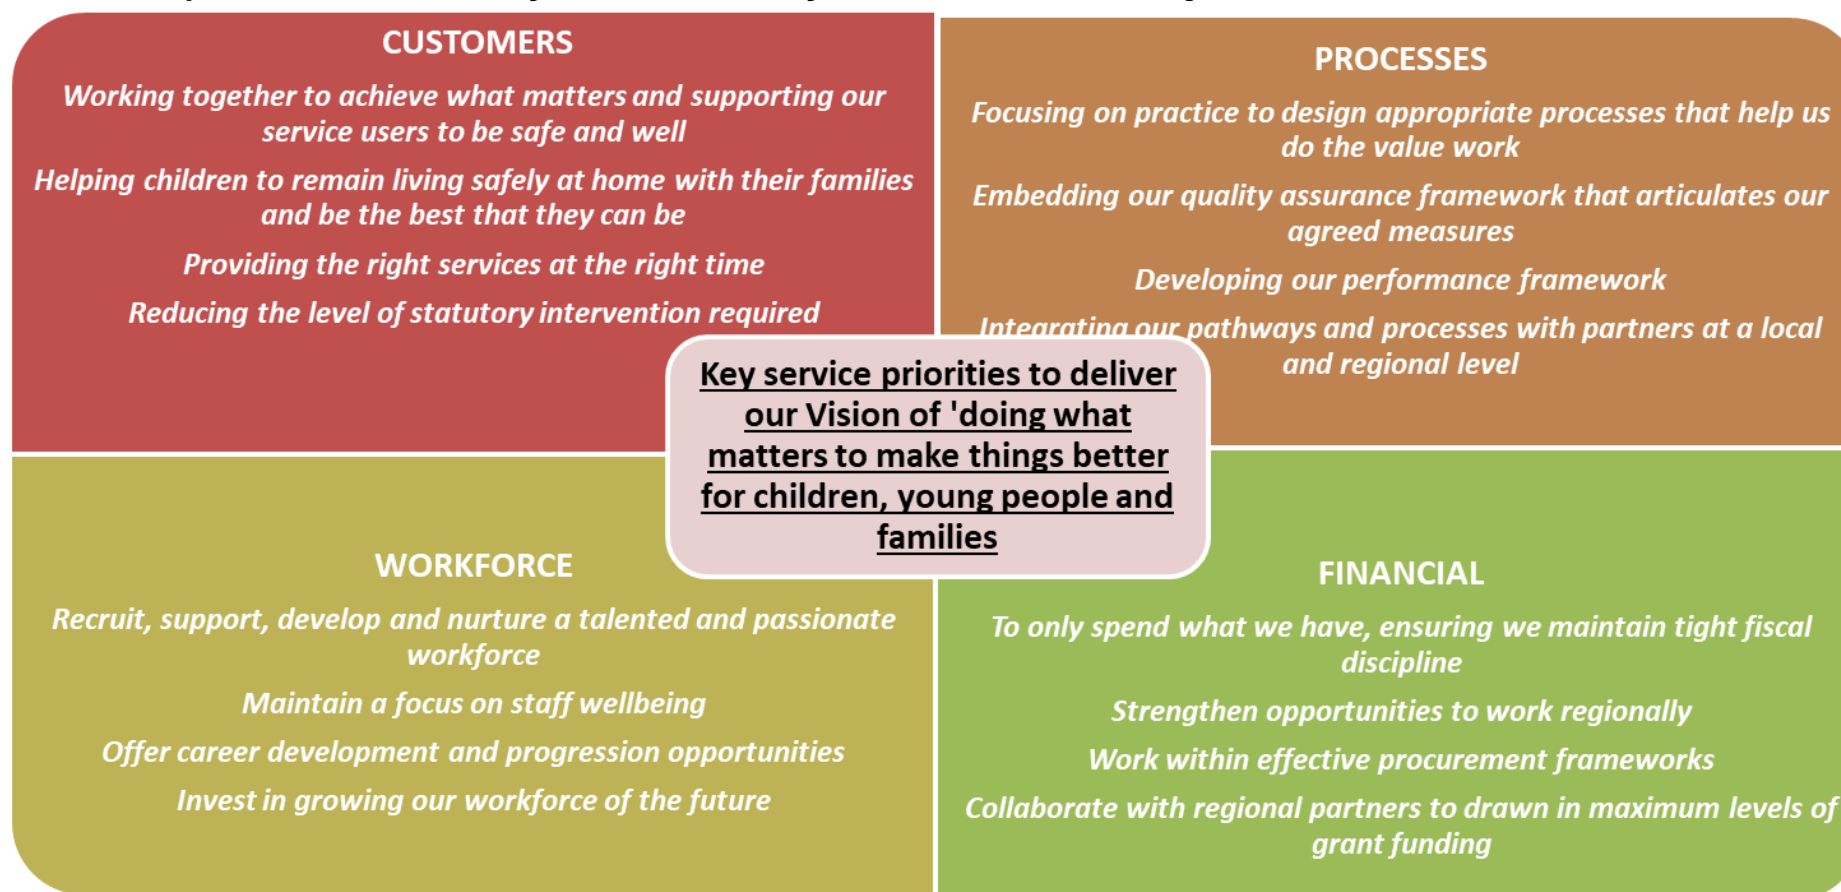 CUSTOMERS
Working together to achieve what matters and supporting our
service users to be safe and well
Helping children to remain living safely at home with their families
and be the best that they can be
Providing the right services at the right time
Reducing the level of statutory intervention required
PROCESSES
Focusing on practice to design appropriate processes that help us
do the value work
Embedding our quality assurance framework that articulates our
agreed measures
Developing our performance framework
Integrating our pathways and processes with partners at a local
and regional level
Key service priorities to deliver
our Vision of 'doing what
matters to make things better
for children, young people and
families
WORKFORCE
Recruit, support, develop and nurture a talented and passionate
workforce
Maintain a focus on staff wellbeing
Offer career development and progression opportunities
Invest in growing our workforce of the future
FINANCIAL
To only spend what we have, ensuring we maintain tight fiscal
discipline
Strengthen opportunities to work regionally
Work within effective procurement frameworks
Collaborate with regional partners to drawn in maximum levels of
grant funding